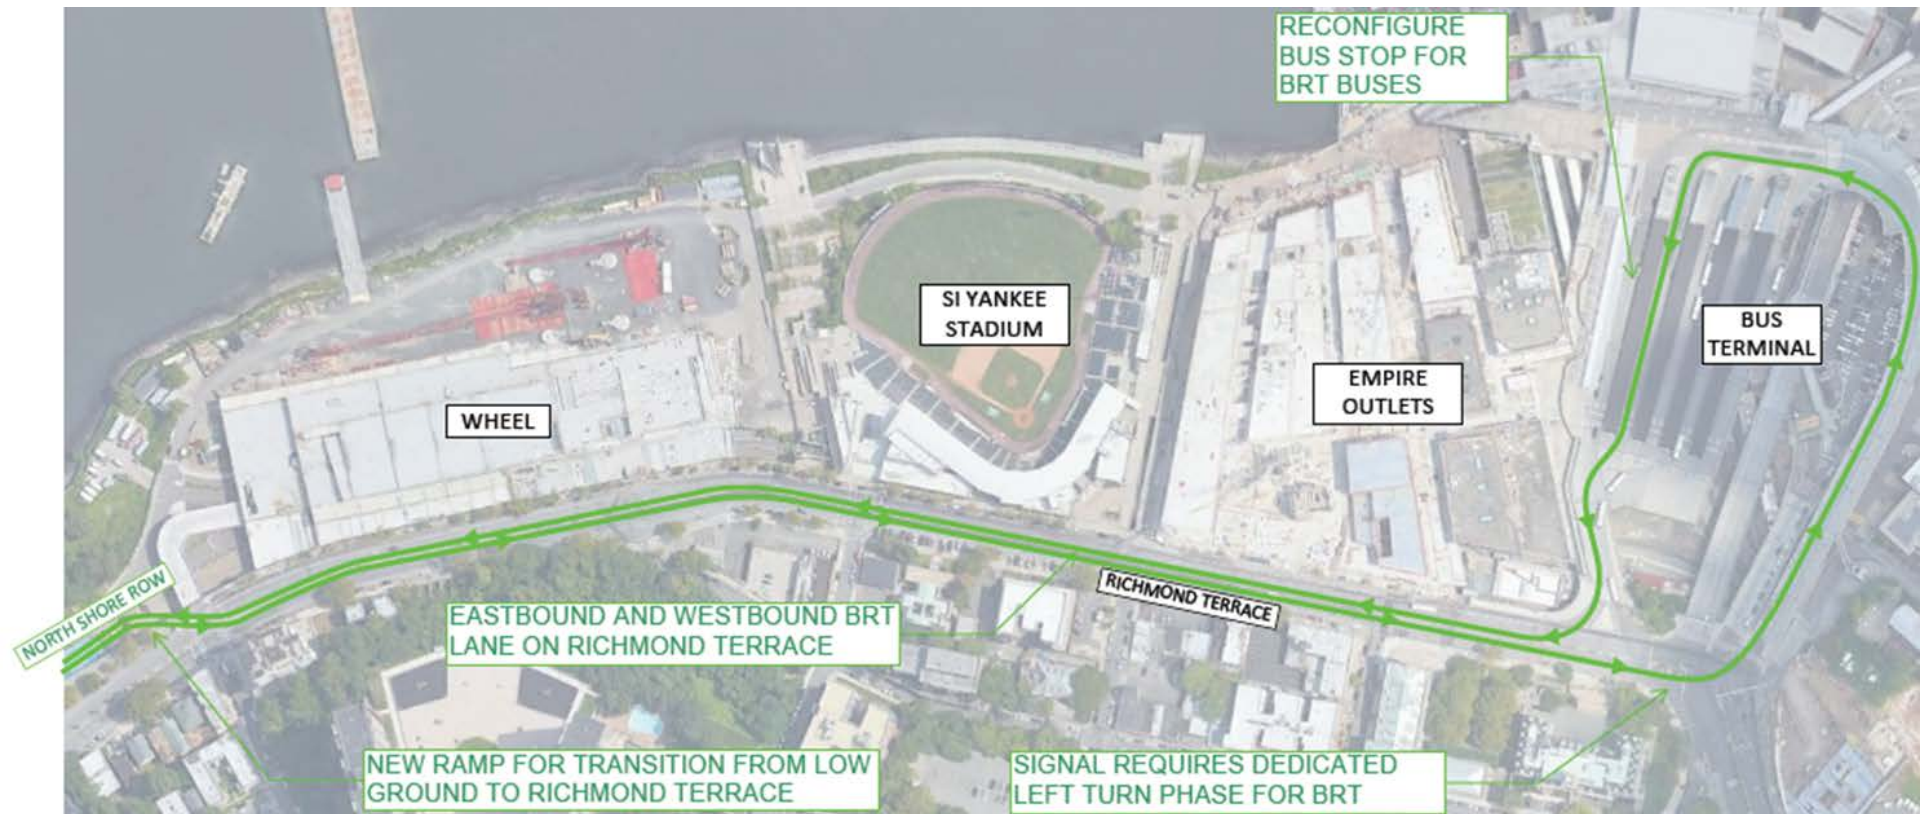 RECONFIGURE
BUS STOP FOR
BRT BUSES
SI YANKEE
STADIUM
BUS
TERMINAL
EMPIRE
OUTLETS
WHEEL
RICHMOND TERRACE
NORTH SHORE ROW
EASTBOUND AND WESTBOUND BRT
LANE ON RICHMOND TERRACE
NEW RAMP FOR TRANSITION FROM LOW
GROUND TO RICHMOND TERRACE
SIGNAL REQUIRES DEDICATED
LEFT TURN PHASE FOR BRT